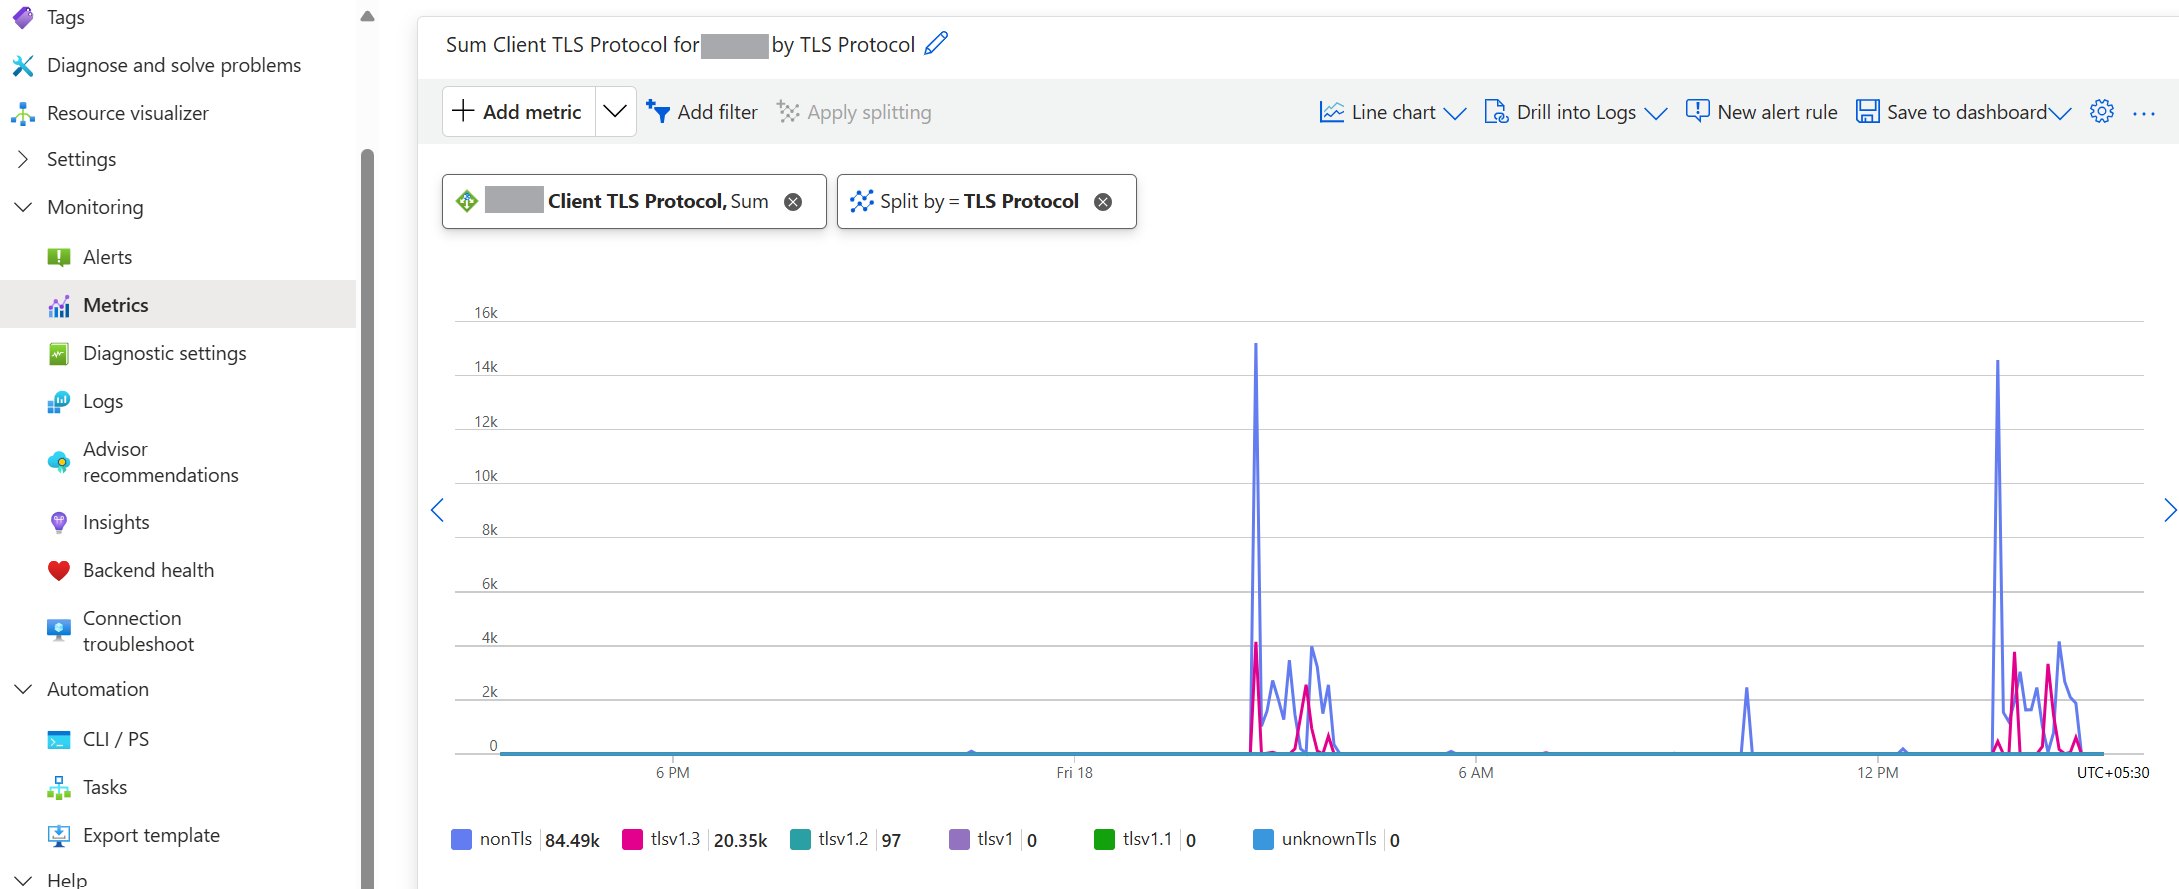 Tags
Diagnose and solve problems
Resource visualizer
Settings
Monitoring
Alerts
Metrics
Diagnostic settings
Logs
Advisor
recommendations
Insights
Backend health
Connection
troubleshoot
Automation
CLI / PS
Tasks
Export template
Help
Sum Client TLS Protocol for by TLS Protocol
Add metric Add filter Apply splitting Line chart Drill into Logs New alert rule Save to dashboard ...
Client TLS Protocol, Sum Split by = TLS Protocol
16k
14k
12k
10k
8k
6k
4k
2k
0
6 PM Fri 18 6 AM 12 PM UTC+05:30
nonTls 84.49k tlsv1.3 20.35k tlsv1.2 97 tlsv1 0 tlsv1.1 0 unknownTls 0